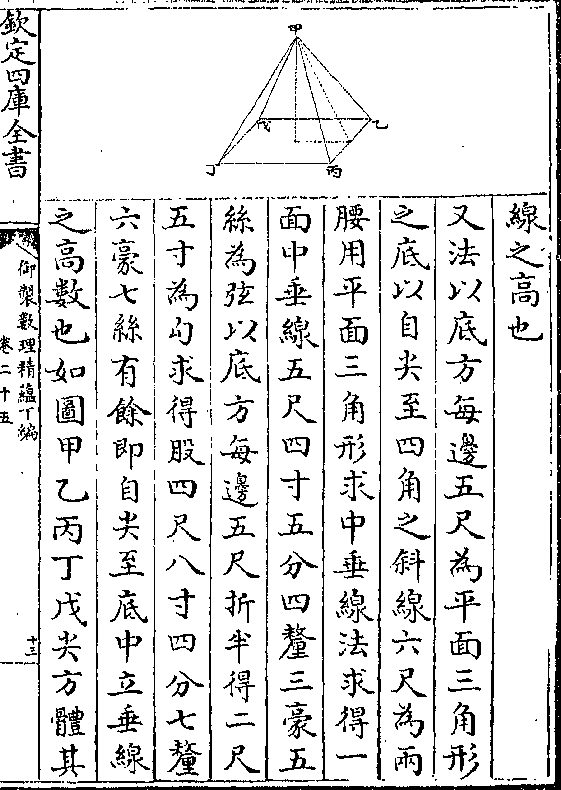 線之高也
又法以底方每邊五尺為平面三角形
之底以自尖至四角之斜線六尺為兩
腰用平面三角形求中垂線法求得一
面中垂線五尺四寸五分四釐三豪五
絲為弦以底方每邊五尺折半得二尺
五寸為勾求得股四尺八寸四分七釐
六豪七絲有餘即自尖至底中立垂線
之高數也如圖甲乙丙丁戊尖方體其
甲
乙
戊
丙
丁
欽定四庫全書
御製數理精蘊下編
卷二十五
十三